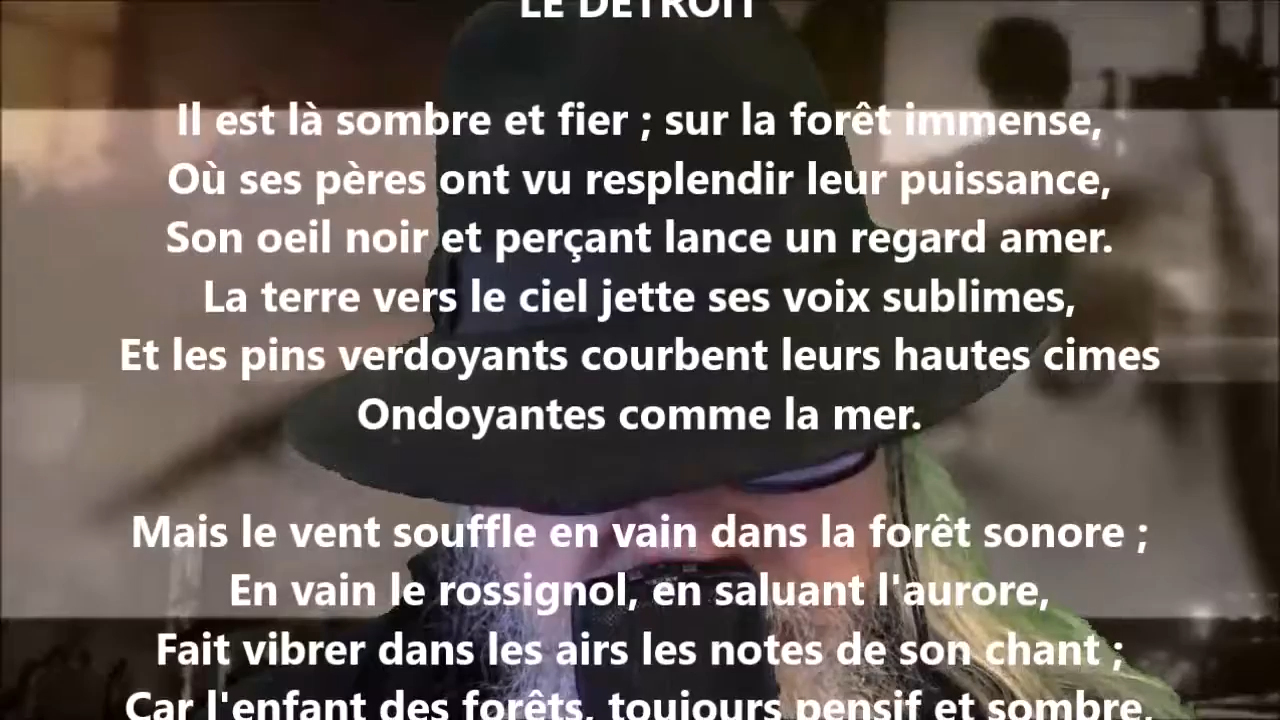 LE DETROIT
Il est là sombre et fier ; sur la forêt immense,
Où ses pères ont vu resplendir leur puissance,
Son oeil noir et perçant lance un regard amer.
La terre vers le ciel jette ses voix sublimes,
Et les pins verdoyants courbent leurs hautes cimes
Ondoyantes comme la mer.
Mais le vent souffle en vain dans la forêt sonore ;
En vain le rossignol, en saluant l'aurore,
Fait vibrer dans les airs les notes de son chant ;
Car l'enfant des forêts, toujours pensif et sombre,